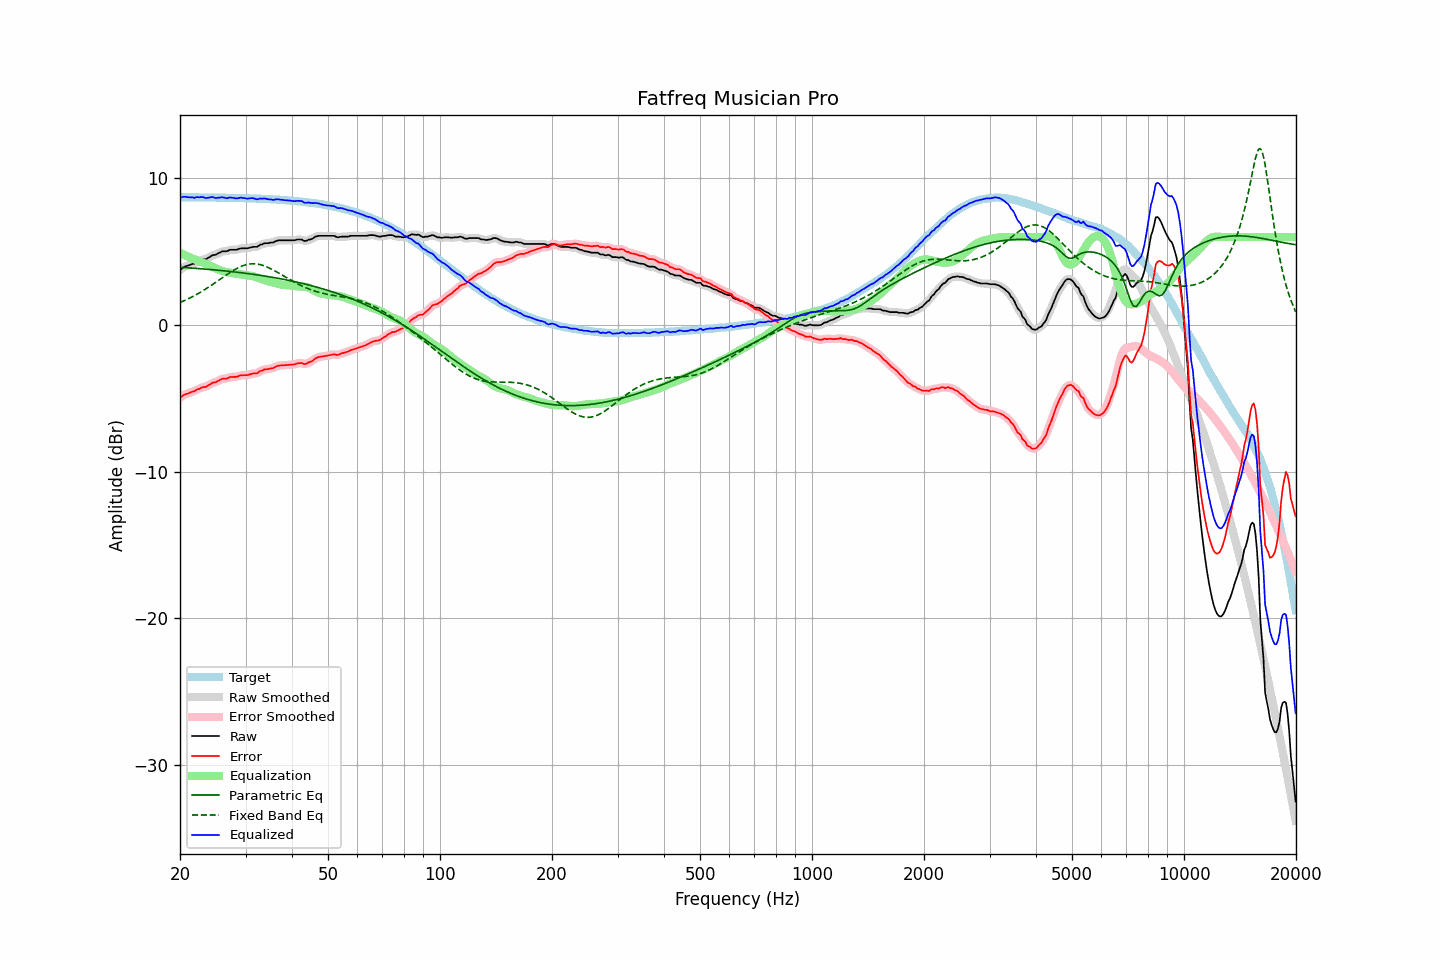 Fatfreq Musician Pro
Amplitude (dBr)
10
0
−10
−20
−30
Target
Raw Smoothed
Error Smoothed
Raw
Error
Equalization
Parametric Eq
Fixed Band Eq
Equalized
20 50 100 200 500 1000 2000 5000 10000 20000
Frequency (Hz)